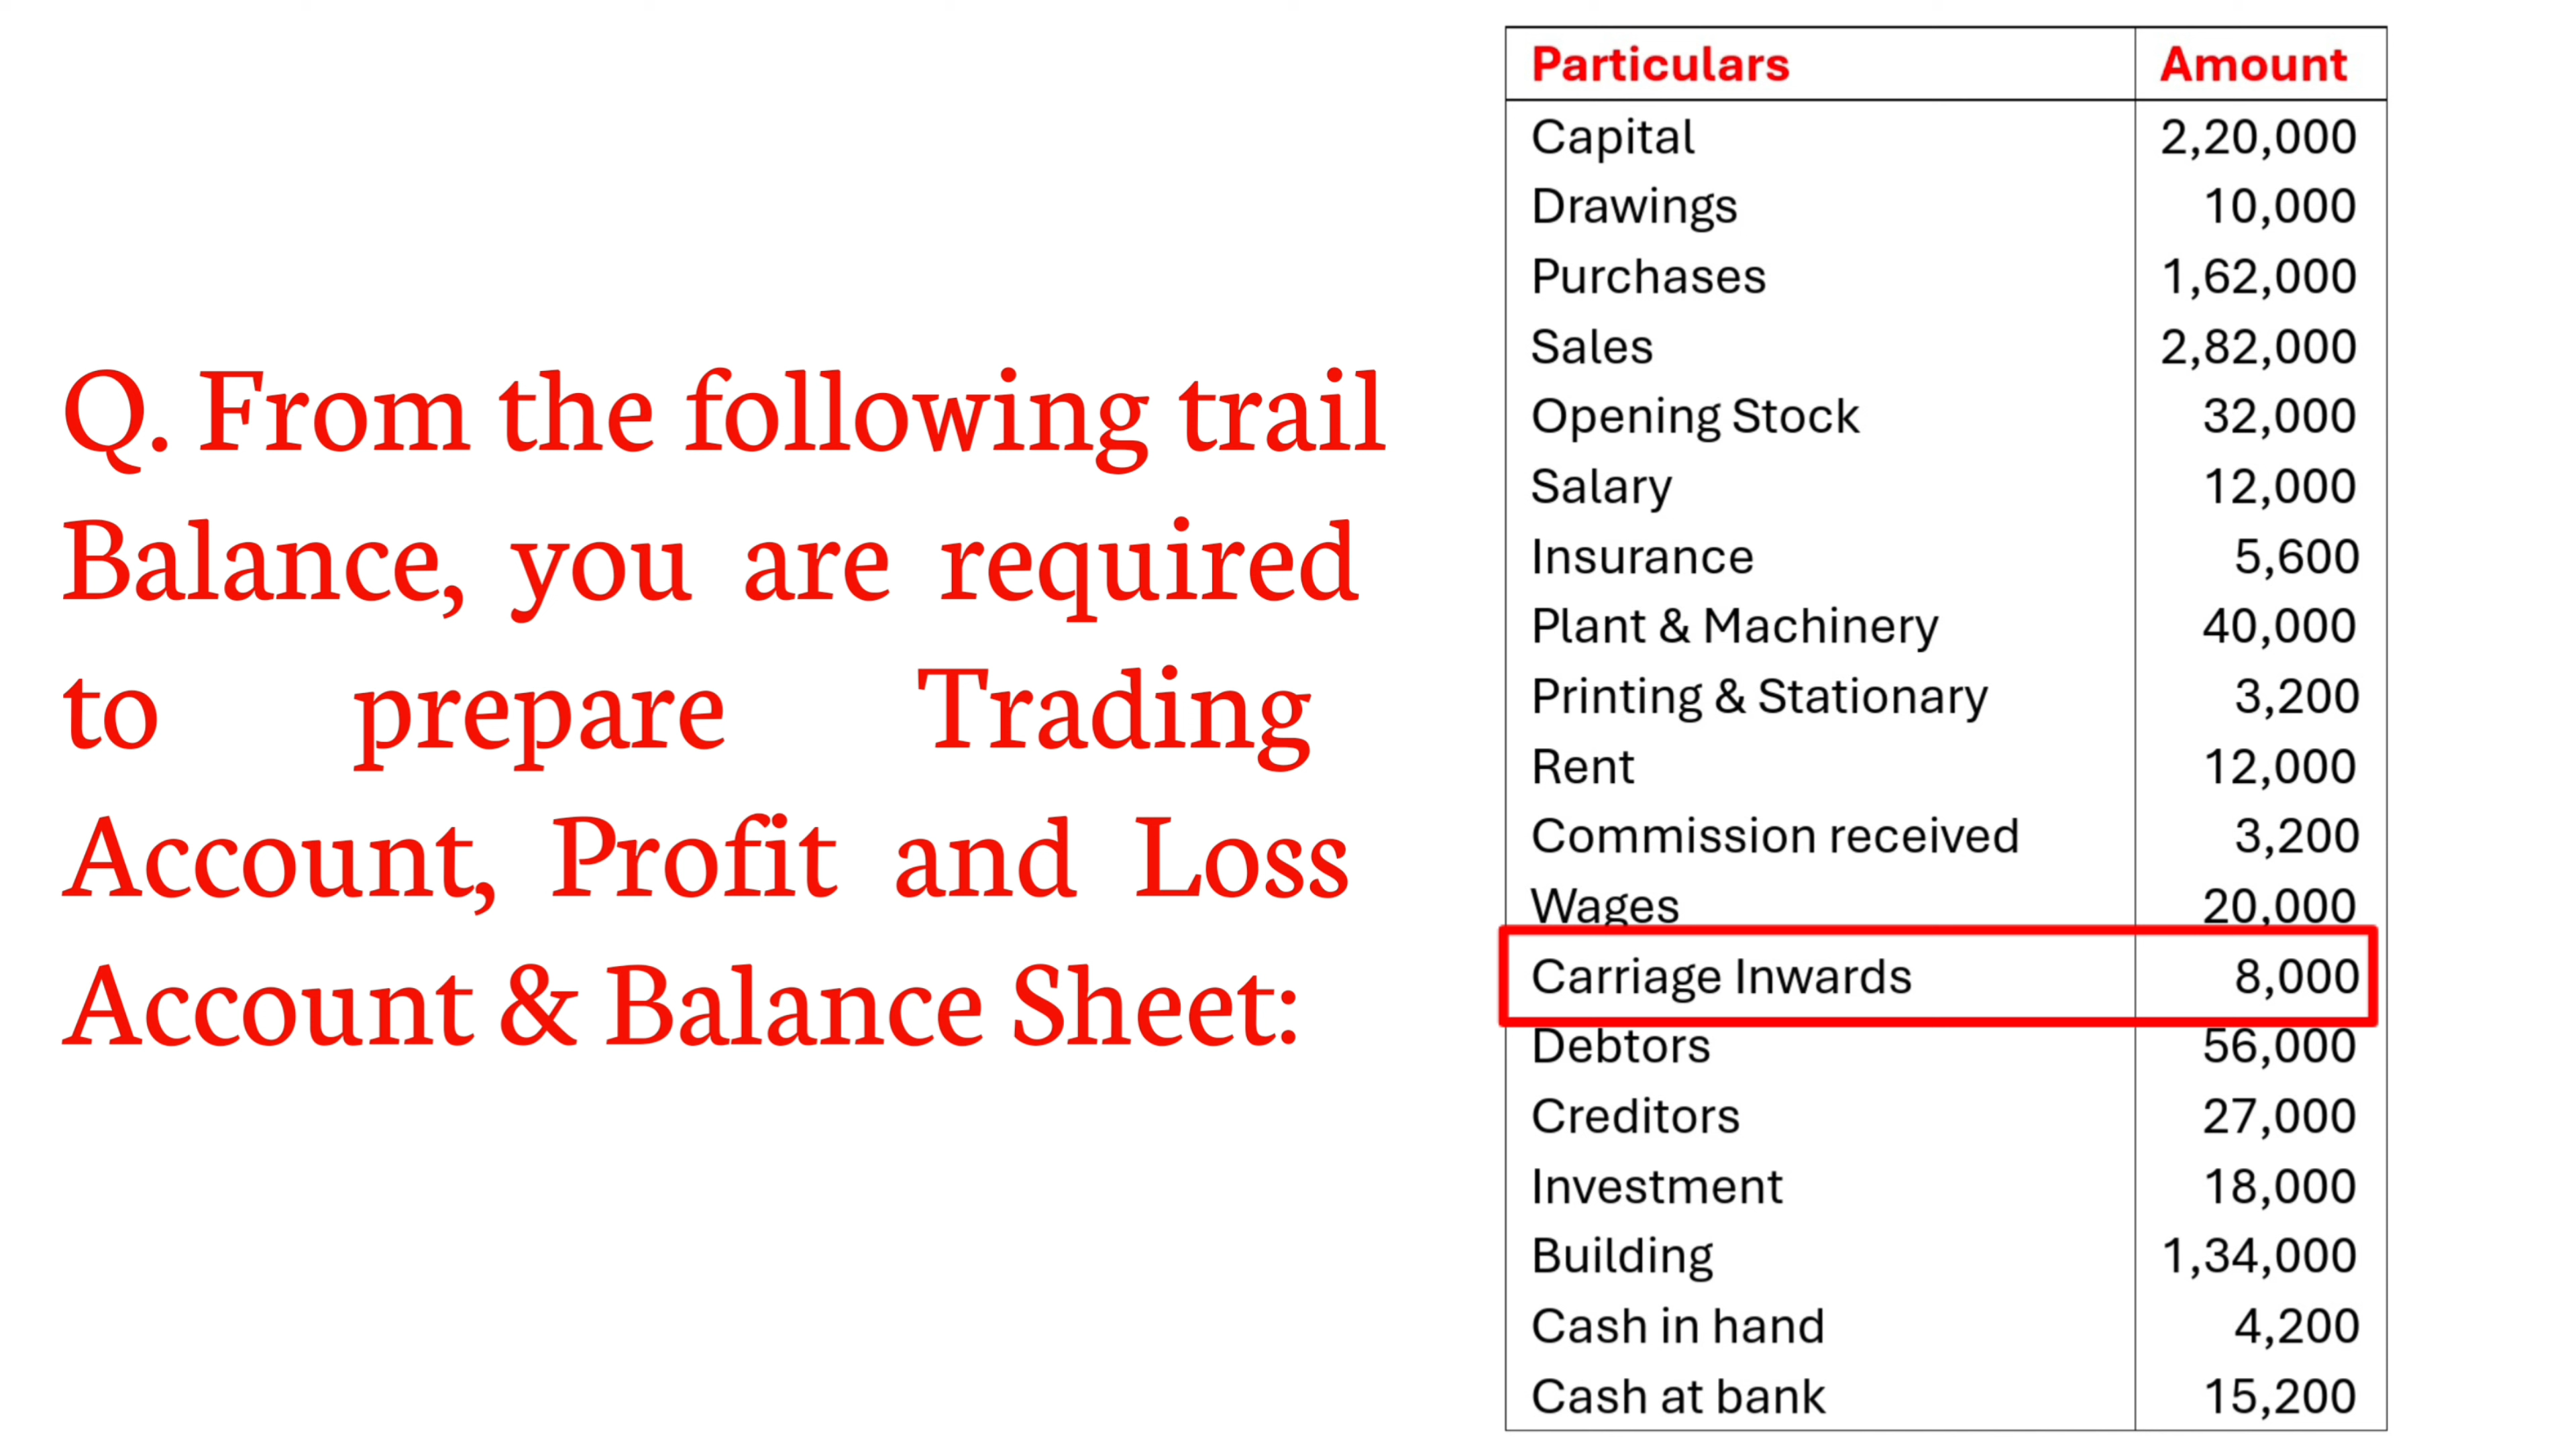 Q. From the following trail
Balance, you are required
to prepare Trading
Account, Profit and Loss
Account & Balance Sheet:
Particulars Amount
Capital 2,20,000
Drawings 10,000
Purchases 1,62,000
Sales 2,82,000
Opening Stock 32,000
Salary 12,000
Insurance 5,600
Plant & Machinery 40,000
Printing & Stationary 3,200
Rent 12,000
Commission received 3,200
Wages 20,000
Carriage Inwards 8,000
Debtors 56,000
Creditors 27,000
Investment 18,000
Building 1,34,000
Cash in hand 4,200
Cash at bank 15,200